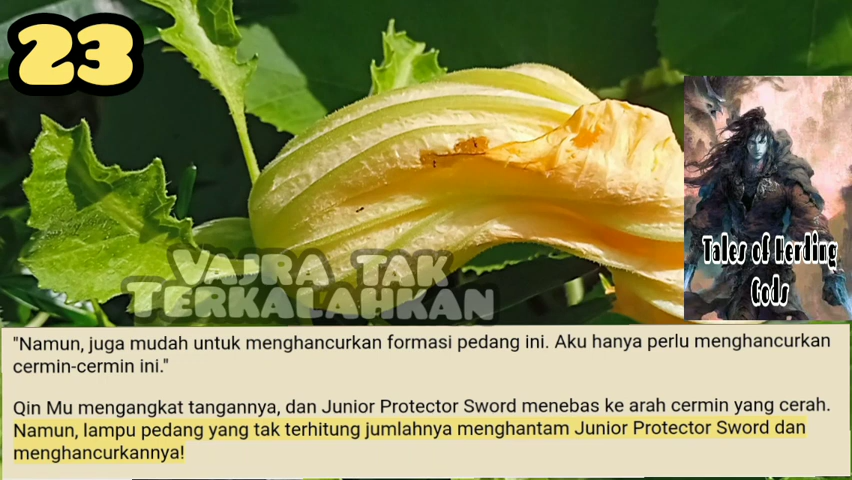 23
Tales of Herding
Gods
VAJRA TAK
TERKALAHKAN
"Namun, juga mudah untuk menghancurkan formasi pedang ini. Aku hanya perlu menghancurkan
cermin-cermin ini."
Qin Mu mengangkat tangannya, dan Junior Protector Sword menebas ke arah cermin yang cerah.
Namun, lampu pedang yang tak terhitung jumlahnya menghantam Junior Protector Sword dan
menghancurkannya!